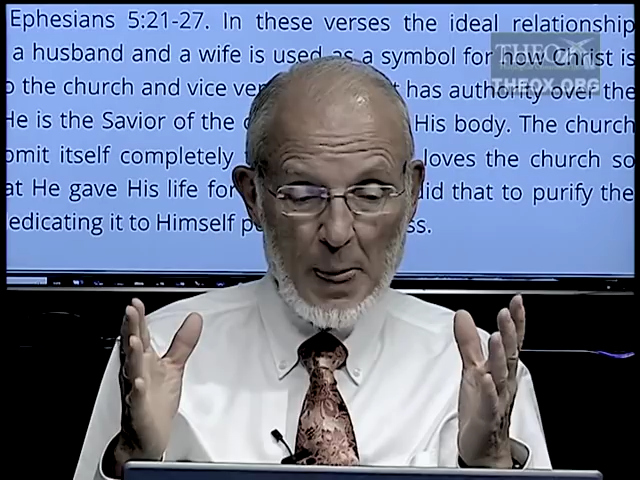 Ephesians 5:21-27. In these verses the ideal relationship
a husband and a wife is used as a symbol for how Christ is
o the church and vice has authority over the
He is the Savior of the His body. The church
omit itself completely loves the church so
at He gave His life for did that to purify the
edicating it to Himself
THEOX
THEOX.ORG